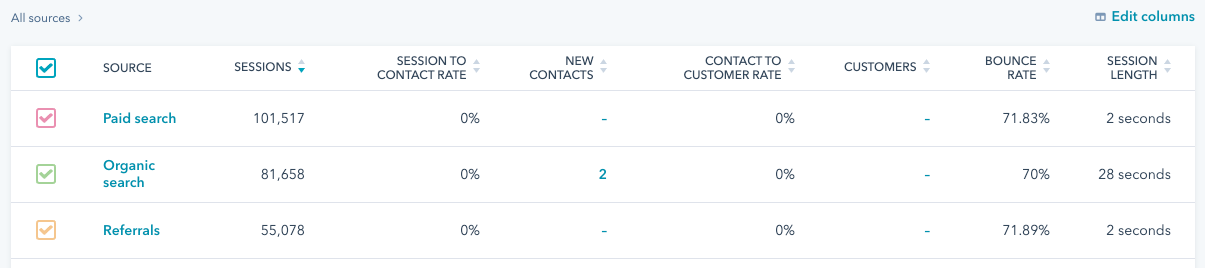 All sources >
Edit columns
SOURCE SESSIONS SESSION TO CONTACT RATE NEW CONTACTS CONTACT TO CUSTOMER RATE CUSTOMERS BOUNCE RATE SESSION LENGTH
Paid search 101,517 0% – 0% – 71.83% 2 seconds
Organic search 81,658 0% 2 0% – 70% 28 seconds
Referrals 55,078 0% – 0% – 71.89% 2 seconds